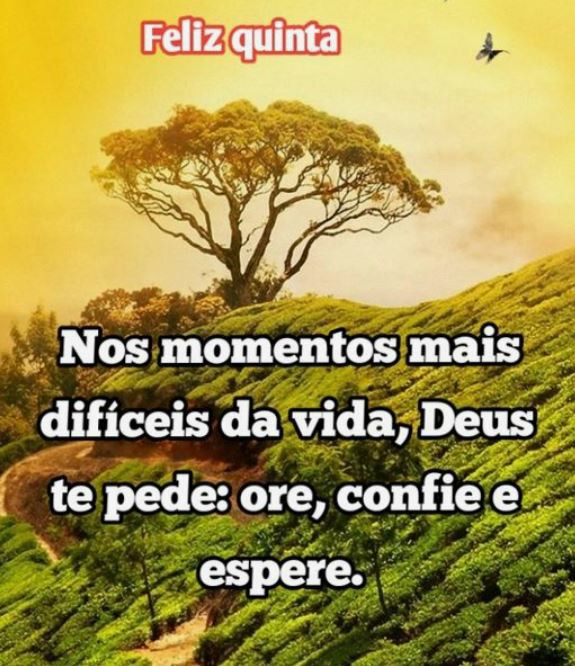 Feliz quinta
Nos momentos mais
difíceis da vida, Deus
te pede: ore, confie e
espere.